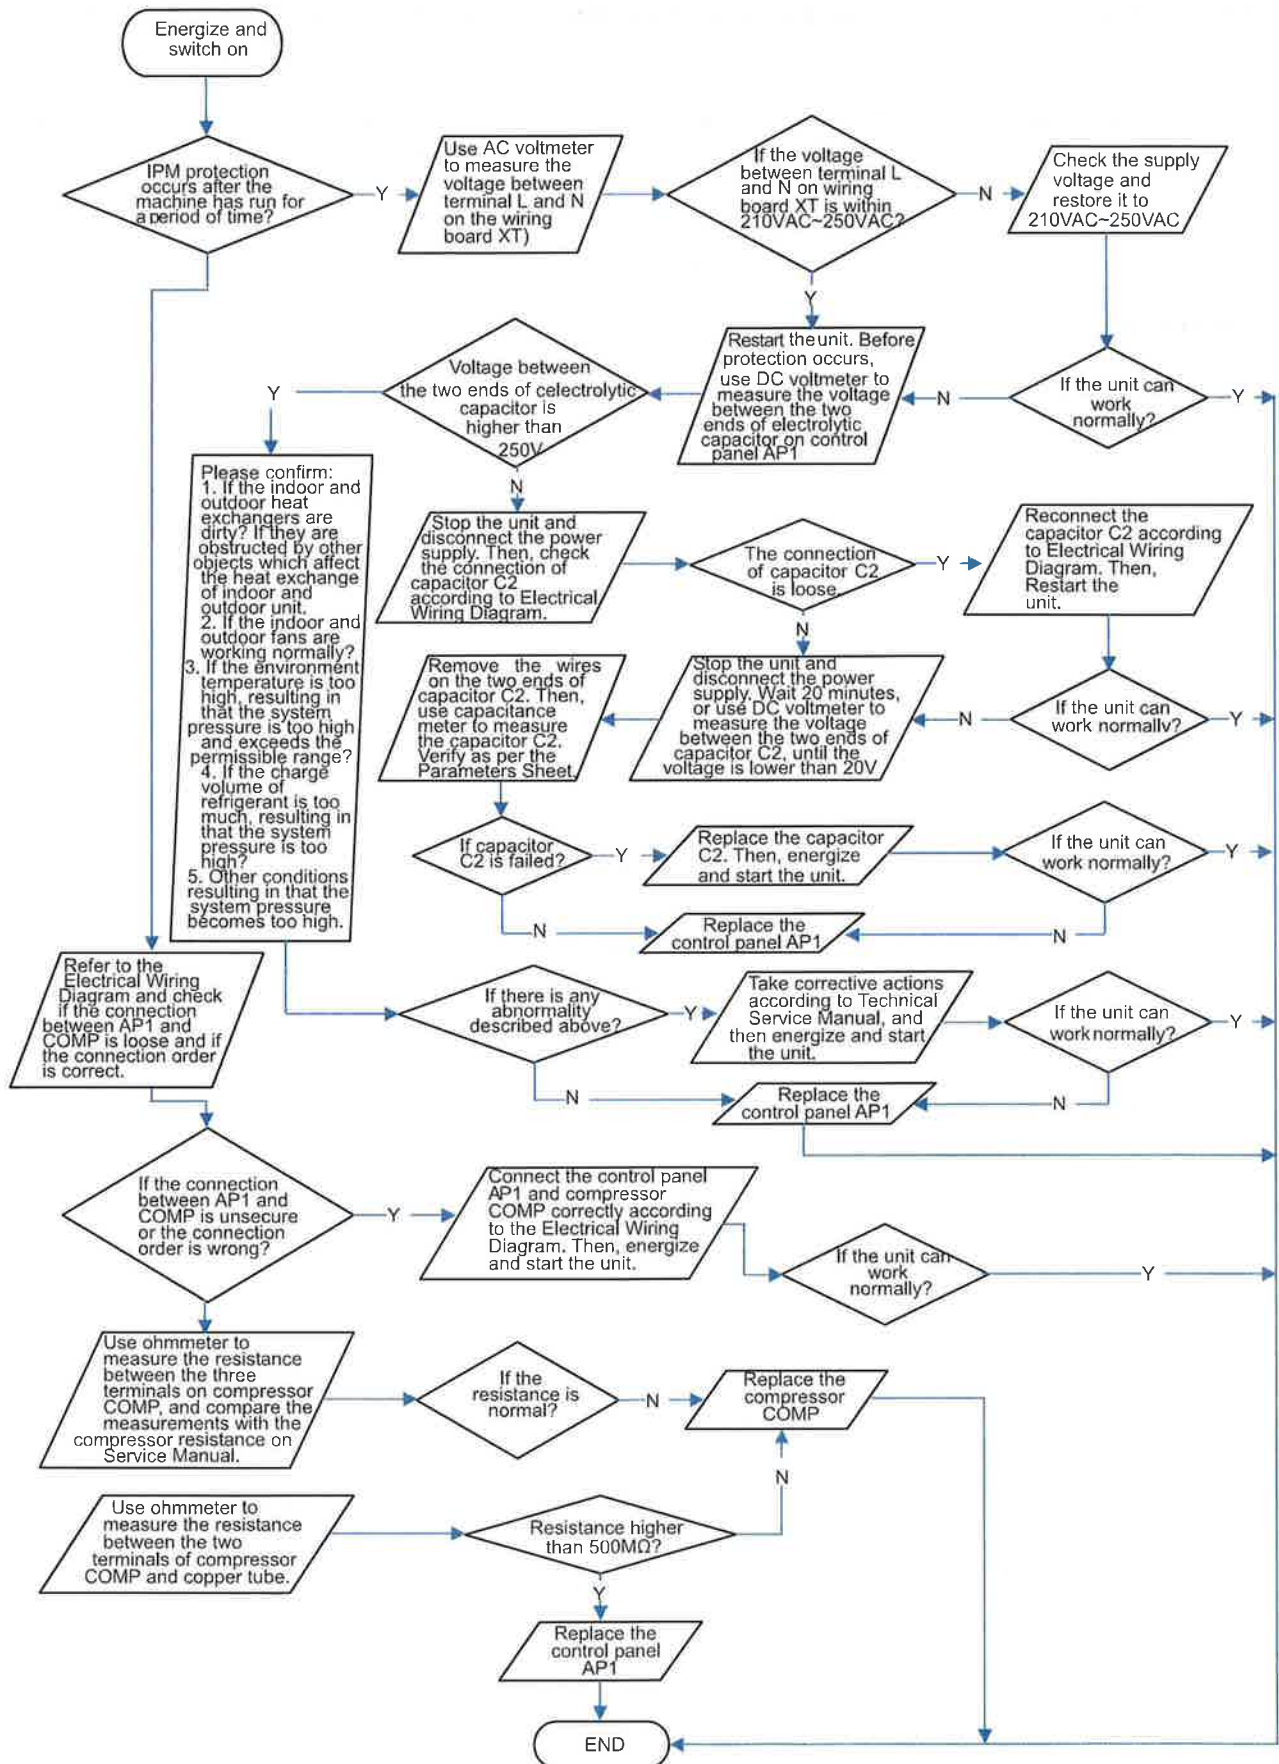 Energize and
switch on
IPM protection
occurs after the
machine has run for
a period of time?
Y
Use AC voltmeter
to measure the
voltage between
terminal L and N
on the wiring
board XT)
If the voltage
between terminal L
and N on wiring
board XT is within
210VAC~250VAC?
N
Check the supply
voltage and
restore it to
210VAC~250VAC
Y
Restart the unit. Before
protection occurs,
use DC voltmeter to
measure the voltage
between the two
ends of electrolytic
capacitor on control
panel AP1
N
If the unit can
work
normally?
Y
Voltage between
the two ends of celectrolytic
capacitor is
higher than
250V
Y
N
Please confirm:
1. If the indoor and
outdoor heat
exchangers are
dirty? If they are
obstructed by other
objects which affect
the heat exchange
of indoor and
outdoor unit.
2. If the indoor and
outdoor fans are
working normally?
3. If the environment
temperature is too
high, resulting in
that the system
pressure is too high
and exceeds the
permissible range?
4. If the charge
volume of
refrigerant is too
much, resulting in
that the system
pressure is too
high?
5. Other conditions
resulting in that the
system pressure
becomes too high.
Stop the unit and
disconnect the power
supply. Then, check
the connection of
capacitor C2
according to Electrical
Wiring Diagram.
The connection
of capacitor C2
is loose.
Y
Reconnect the
capacitor C2 according
to Electrical Wiring
Diagram. Then,
Restart the
unit.
N
Remove the wires
on the two ends of
capacitor C2. Then,
use capacitance
meter to measure
the capacitor C2.
Verify as per the
Parameters Sheet.
Stop the unit and
disconnect the power
supply. Wait 20 minutes,
or use DC voltmeter to
measure the voltage
between the two ends of
capacitor C2, until the
voltage is lower than 20V
N
If the unit can
work normally?
Y
If capacitor
C2 is failed?
Y
Replace the capacitor
C2. Then, energize
and start the unit.
If the unit can
work normally?
Y
N
Replace the
control panel AP1
N
Refer to the
Electrical Wiring
Diagram and check
if the connection
between AP1 and
COMP is loose and if
the connection order
is correct.
If there is any
abnormality
described above?
Y
Take corrective actions
according to Technical
Service Manual, and
then energize and start
the unit.
If the unit can
work normally?
Y
N
Replace the
control panel AP1
N
If the connection
between AP1 and
COMP is unsecure
or the connection
order is wrong?
Y
Connect the control panel
AP1 and compressor
COMP correctly according
to the Electrical Wiring
Diagram. Then, energize
and start the unit.
If the unit can
work
normally?
Y
Use ohmmeter to
measure the resistance
between the three
terminals on compressor
COMP, and compare the
measurements with the
compressor resistance on
Service Manual.
If the
resistance is
normal?
N
Replace the
compressor
COMP
N
Use ohmmeter to
measure the resistance
between the two
terminals of compressor
COMP and copper tube.
Resistance higher
than 500MΩ?
Y
Replace the
control panel
AP1
END